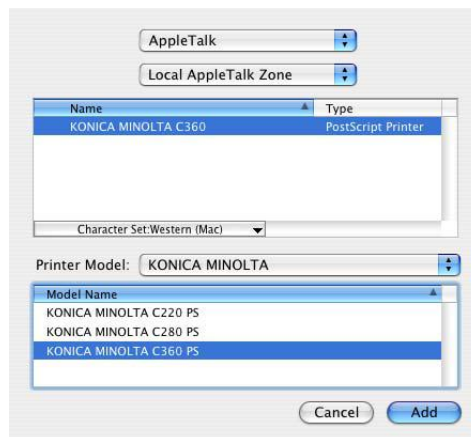 AppleTalk
Local AppleTalk Zone
Name Type
KONICA MINOLTA C360 PostScript Printer
Character Set:Western (Mac)
Printer Model: KONICA MINOLTA
Model Name
KONICA MINOLTA C220 PS
KONICA MINOLTA C280 PS
KONICA MINOLTA C360 PS
Cancel Add